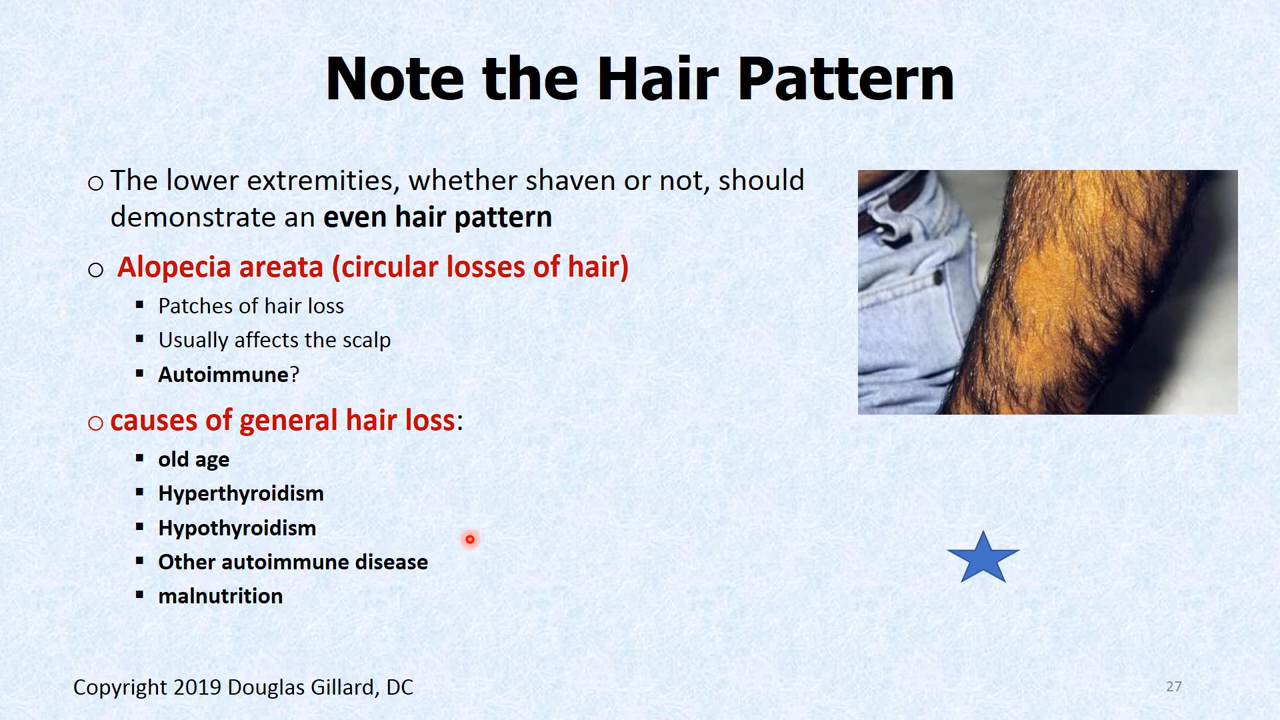 Note the Hair Pattern
The lower extremities, whether shaven or not, should
demonstrate an even hair pattern
Alopecia areata (circular losses of hair)
Patches of hair loss
Usually affects the scalp
Autoimmune?
causes of general hair loss:
old age
Hyperthyroidism
Hypothyroidism
Other autoimmune disease
malnutrition
Copyright 2019 Douglas Gillard, DC
27